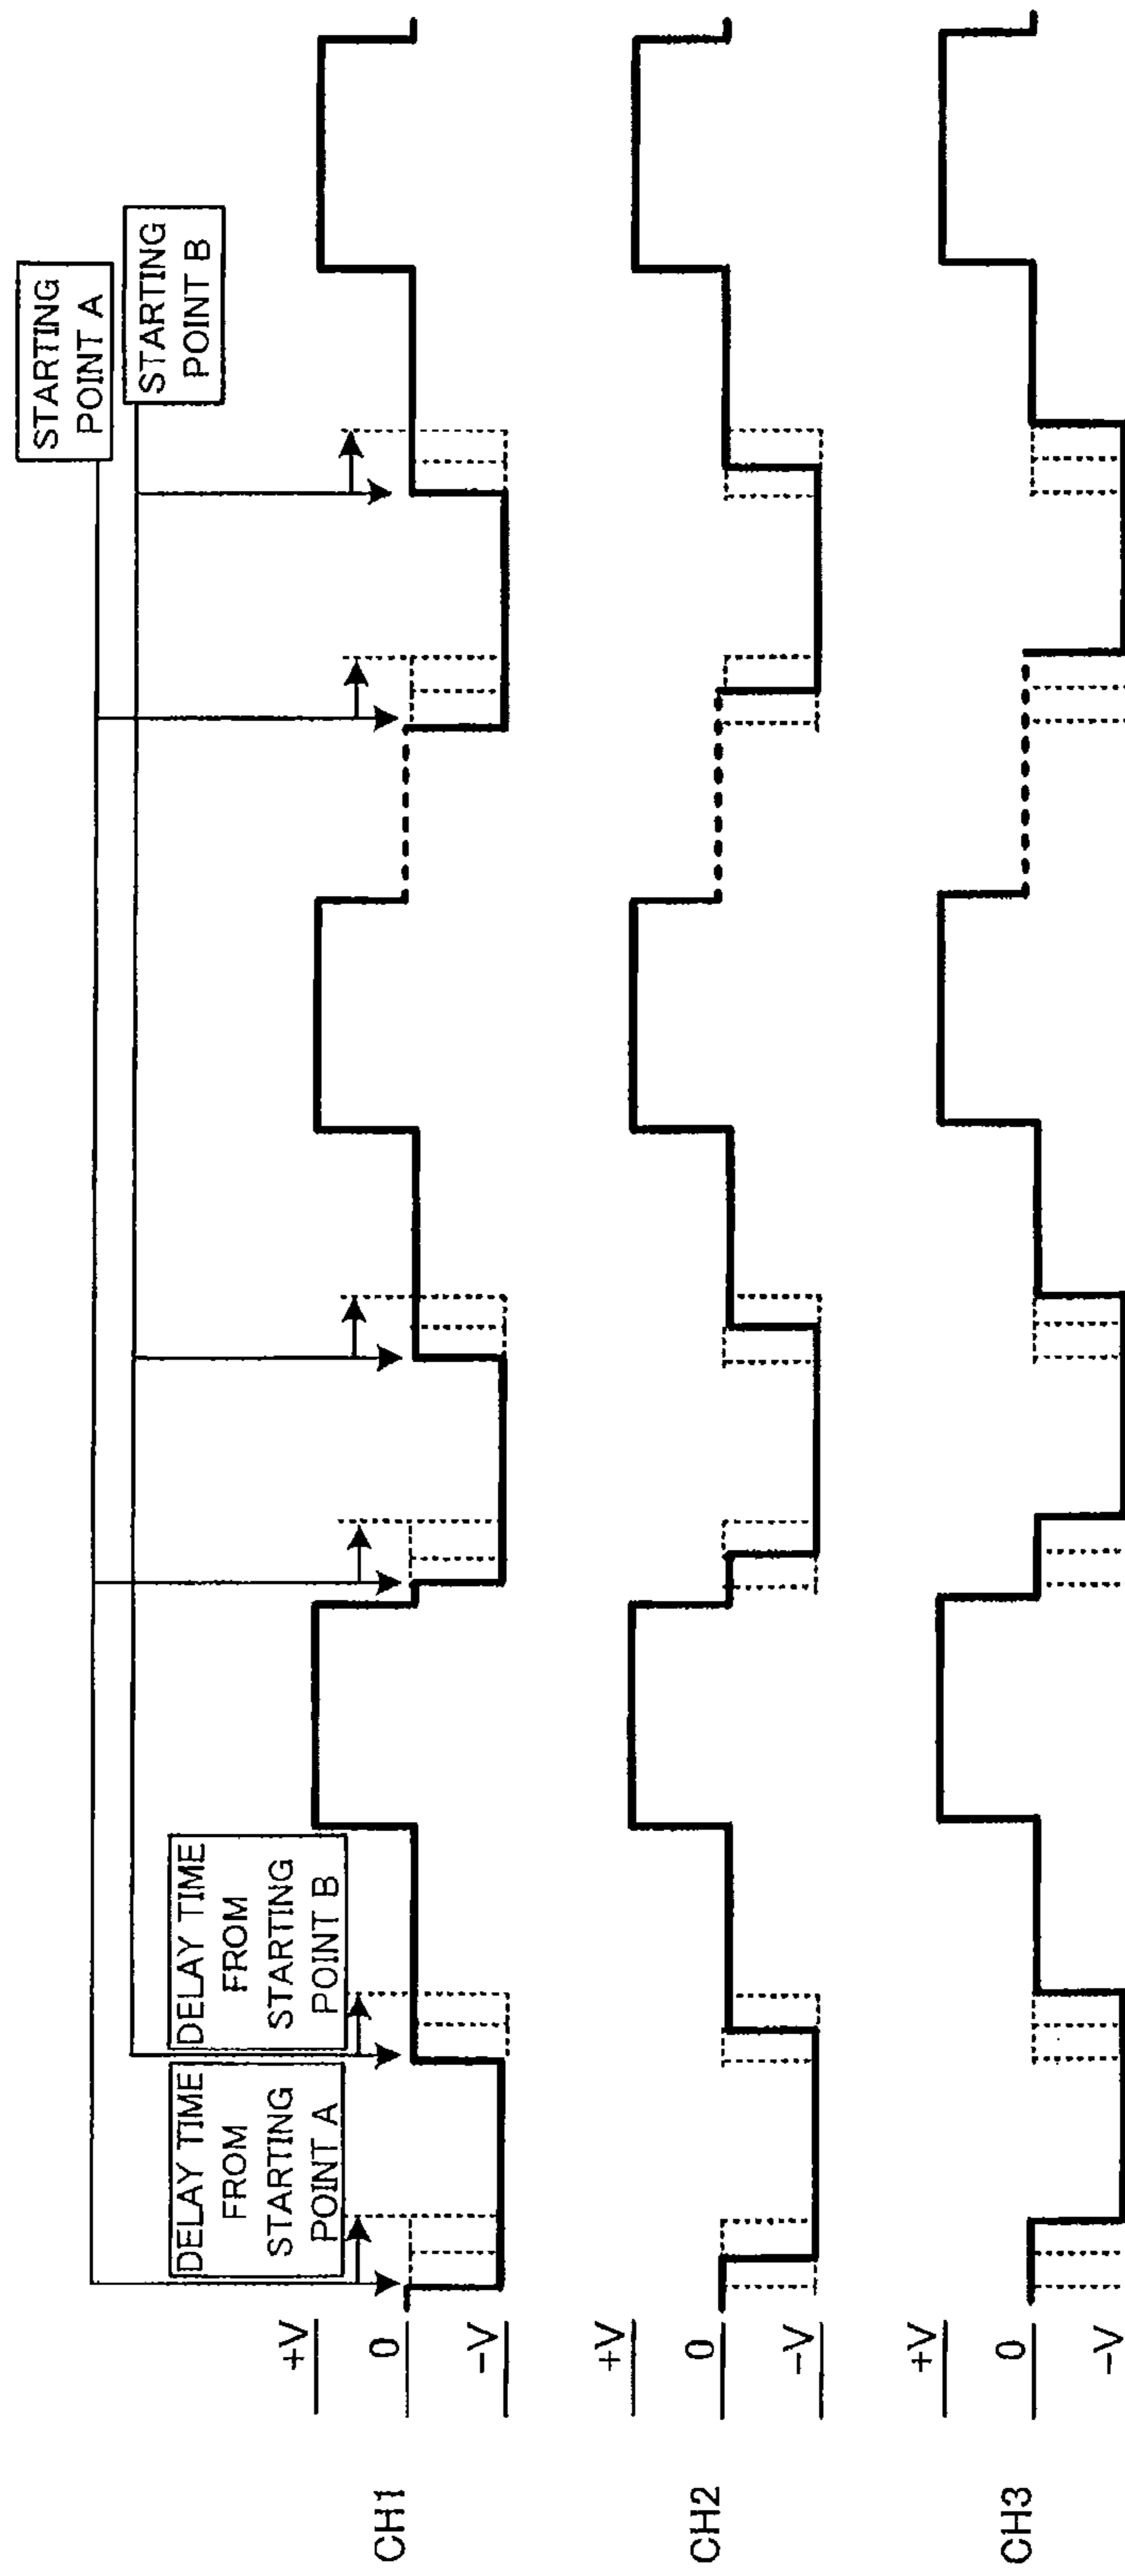 STARTING
POINT A
STARTING
POINT B
DELAY TIME
FROM
STARTING
POINT A
DELAY TIME
FROM
STARTING
POINT B
CH1
+V
0
-V
CH2
+V
0
-V
CH3
+V
0
-V